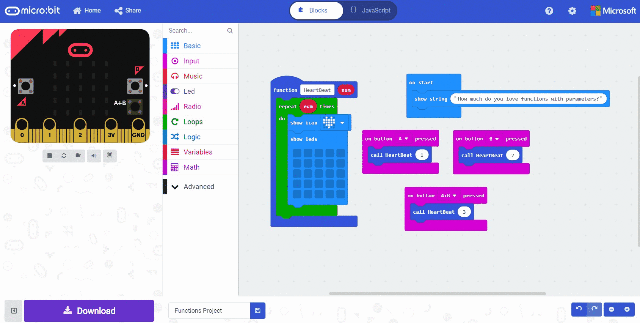 micro:bit
Home
Share
Blocks
JavaScript
Microsoft
A+B
0 1 2 3V GND
Search...
Basic
Input
Music
Led
Radio
Loops
Logic
Variables
Math
Advanced
function HeartBeat num
repeat num times
do
show icon
show leds
on start
show string "How much do you love functions with parameters?"
on button A pressed
call HeartBeat 1
on button B pressed
call HeartBeat 2
on button A+B pressed
call HeartBeat 3
Download
Functions Project